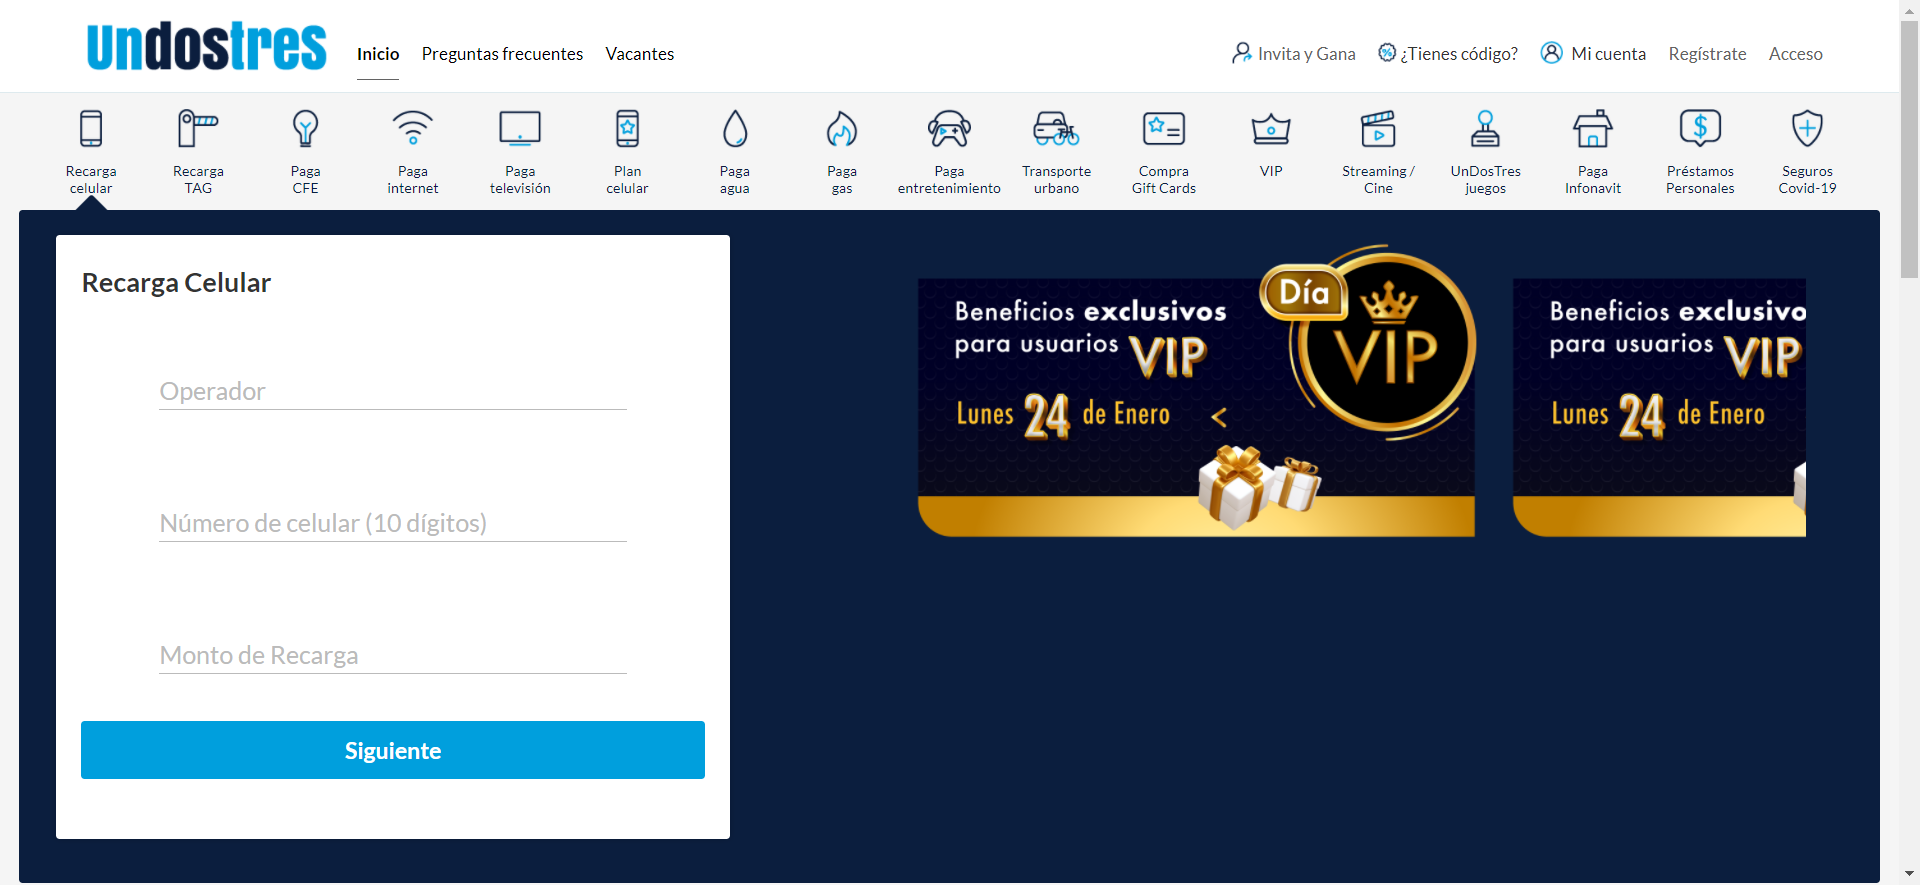 undostres
Inicio
Preguntas frecuentes
Vacantes
Invita y Gana
¿Tienes código?
Mi cuenta
Regístrate
Acceso
Recarga
celular
Recarga
TAG
Paga
CFE
Paga
internet
Paga
televisión
Plan
celular
Paga
agua
Paga
gas
Paga
entretenimiento
Transporte
urbano
Compra
Gift Cards
VIP
Streaming /
Cine
UnDosTres
juegos
Paga
Infonavit
Préstamos
Personales
Seguros
Covid-19
Recarga Celular
Operador
Número de celular (10 dígitos)
Monto de Recarga
Siguiente
Beneficios exclusivos
para usuarios VIP
Lunes 24 de Enero
Día
VIP
Beneficios exclusivo
para usuarios VIP
Lunes 24 de Enero